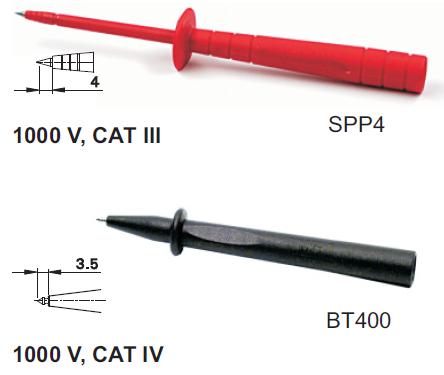 4
SPP4
1000 V, CAT III
3.5
BT400
1000 V, CAT IV